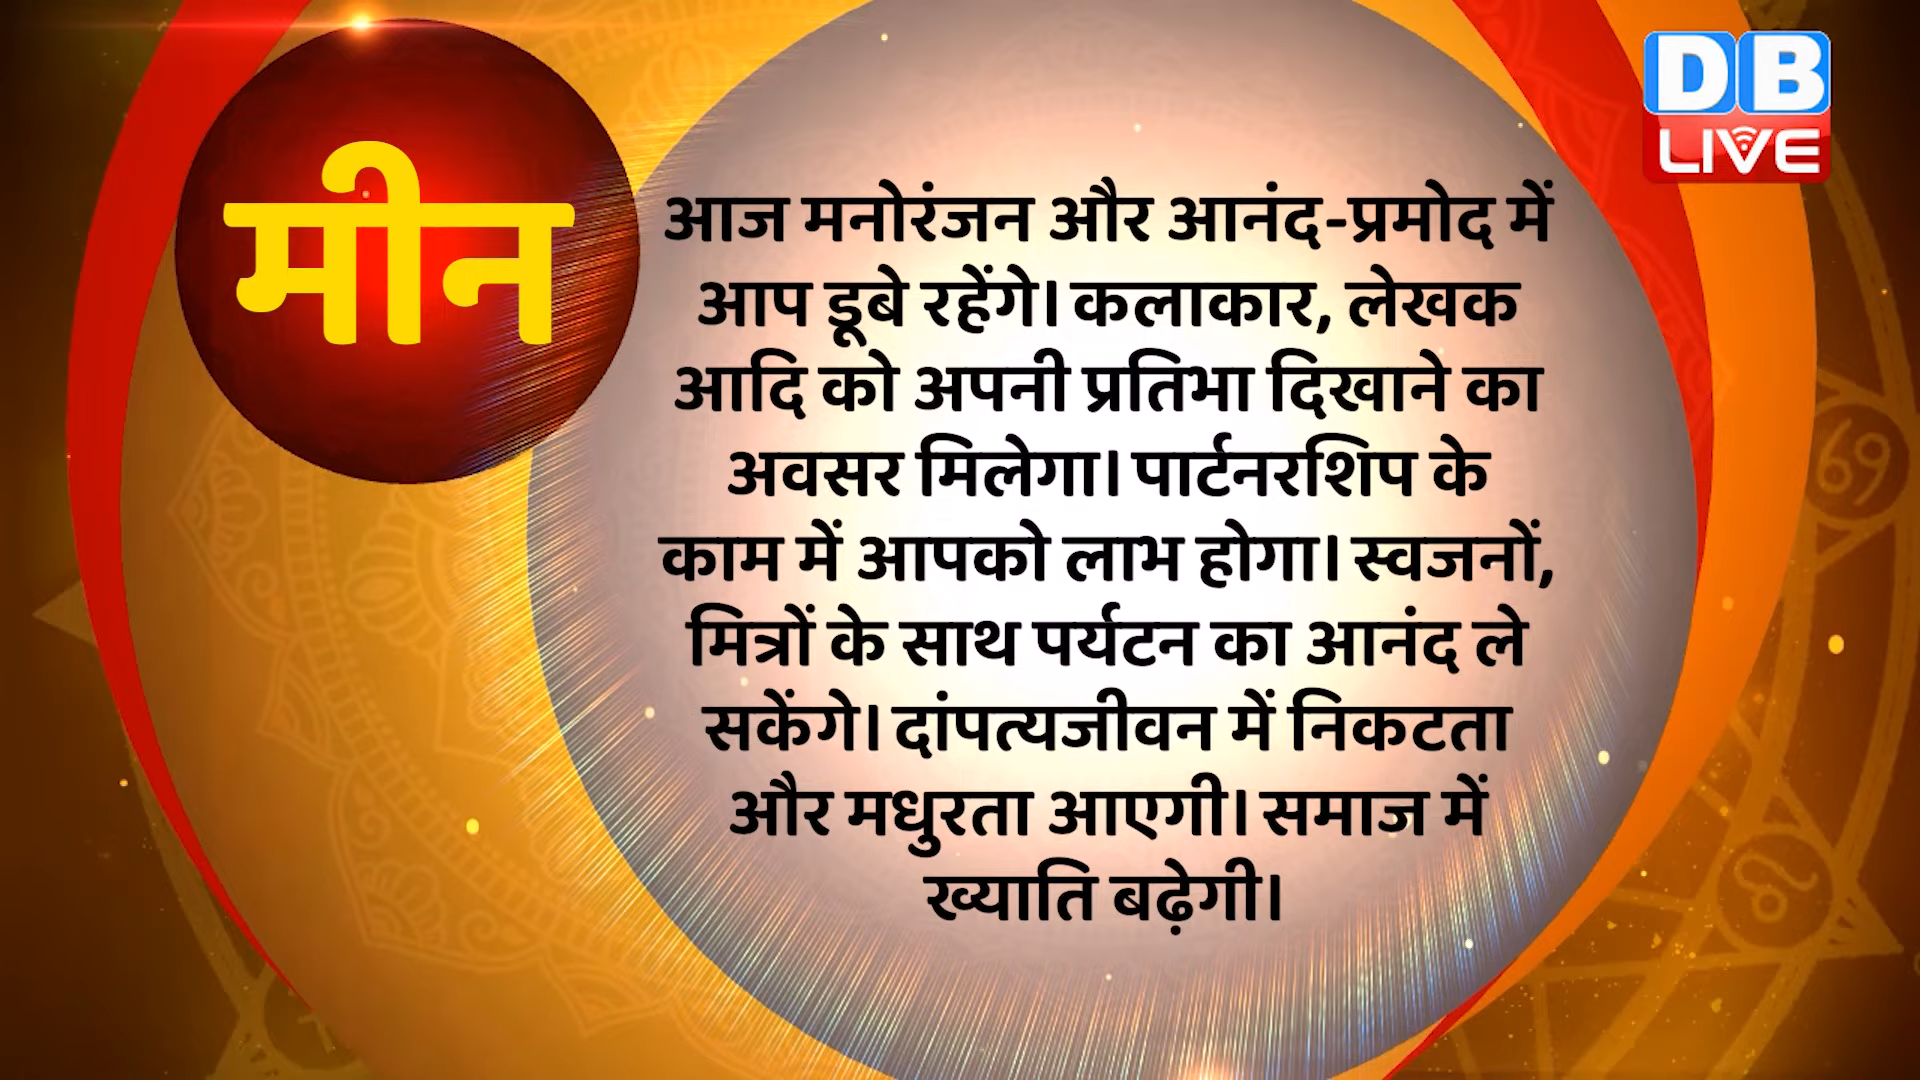 मीन
आज मनोरंजन और आनंद-प्रमोद में
आप डूबे रहेंगे। कलाकार, लेखक
आदि को अपनी प्रतिभा दिखाने का
अवसर मिलेगा। पार्टनरशिप के
काम में आपको लाभ होगा। स्वजनों,
मित्रों के साथ पर्यटन का आनंद ले
सकेंगे। दांपत्यजीवन में निकटता
और मधुरता आएगी। समाज में
ख्याति बढ़ेगी।
DB
LIVE